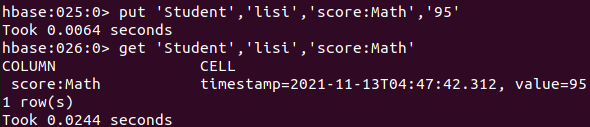 hbase:025:0> put 'Student','lisi','score:Math','95'
Took 0.0064 seconds
hbase:026:0> get 'Student','lisi','score:Math'
COLUMN                CELL
 score:Math           timestamp=2021-11-13T04:47:42.312, value=95
1 row(s)
Took 0.0244 seconds